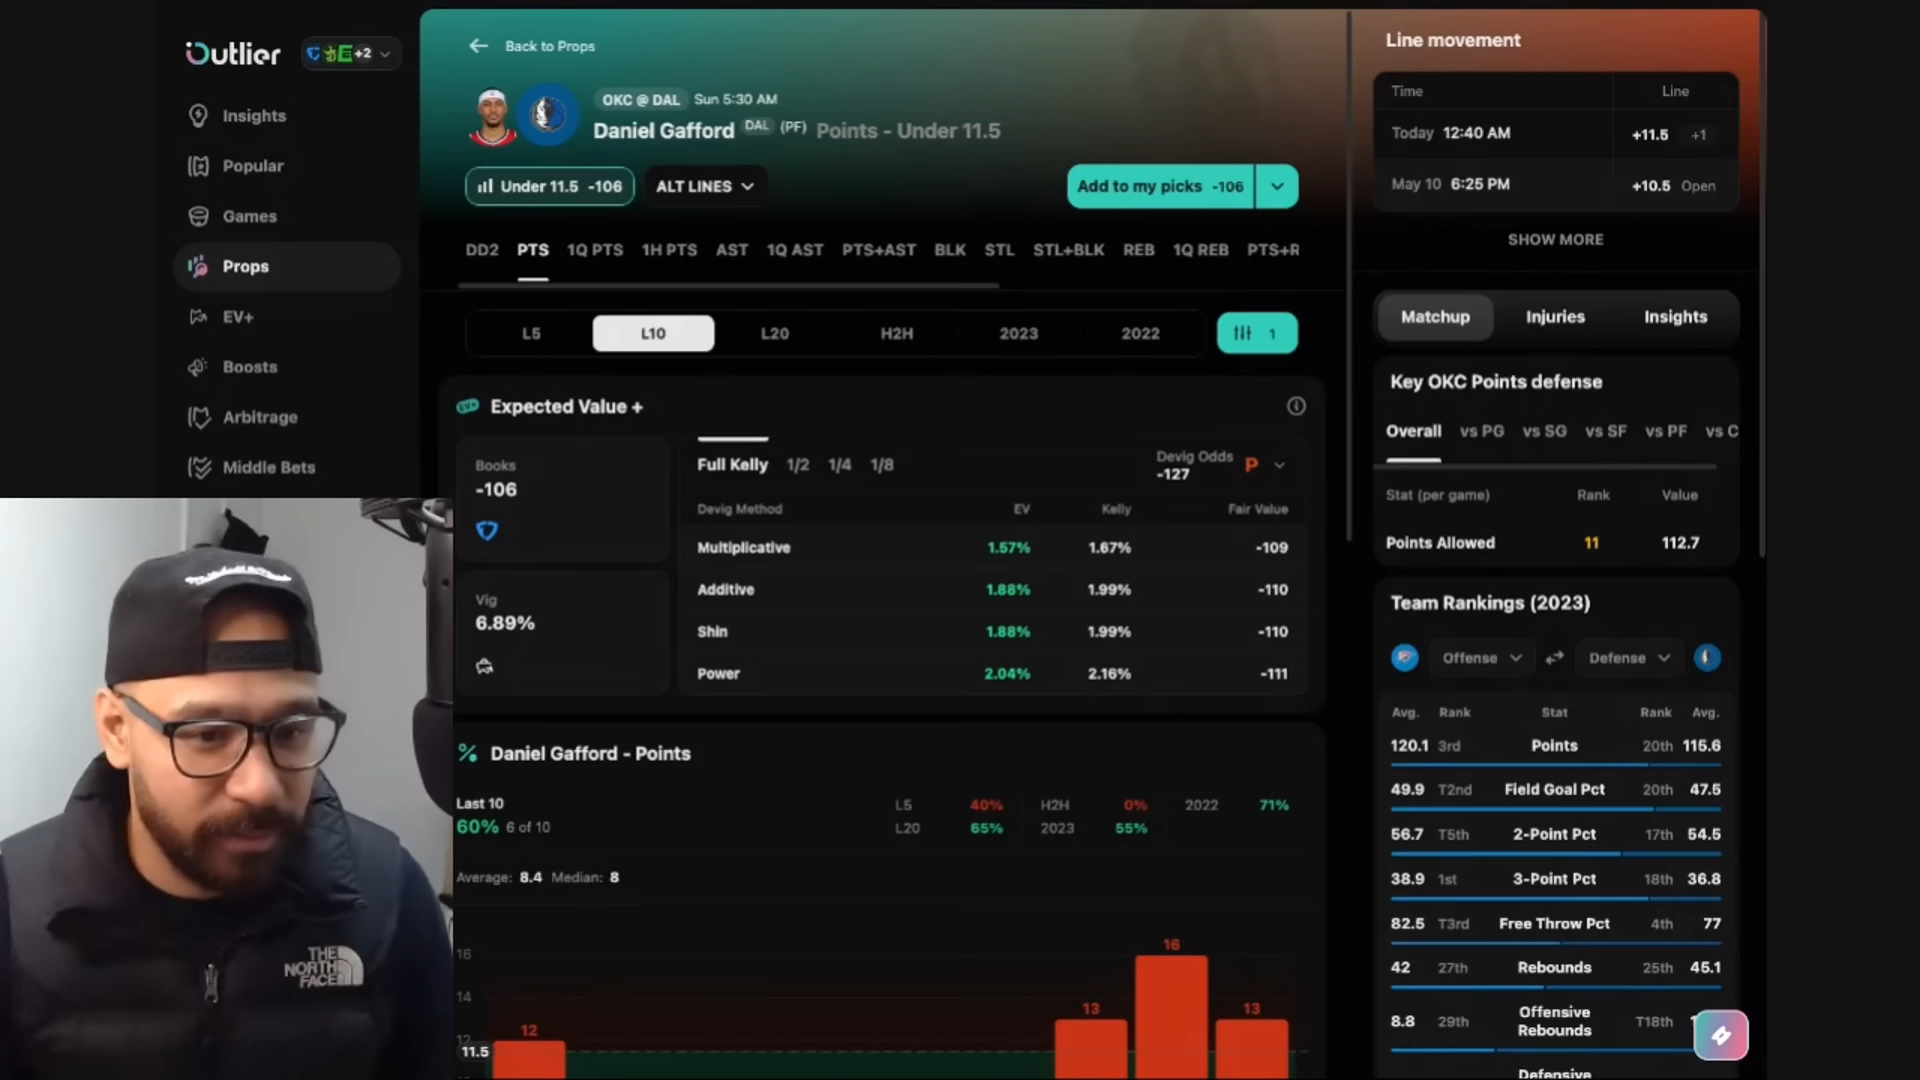 Outlier
+2
Insights
Popular
Games
Props
EV+
Boosts
Arbitrage
Middle Bets
Back to Props
OKC @ DAL Sun 5:30 AM
Daniel Gafford DAL (PF) Points - Under 11.5
Under 11.5 -106
ALT LINES
Add to my picks -106
DD2 PTS 1Q PTS 1H PTS AST 1Q AST PTS+AST BLK STL STL+BLK REB 1Q REB PTS+R
L5 L10 L20 H2H 2023 2022 1
Expected Value +
Books
-106
Vig
6.89%
Full Kelly 1/2 1/4 1/8
Devig Odds
-127
P
Devig Method EV Kelly Fair Value
Multiplicative 1.57% 1.67% -109
Additive 1.88% 1.99% -110
Shin 1.88% 1.99% -110
Power 2.04% 2.16% -111
Daniel Gafford - Points
Last 10
60% 6 of 10
L5 40% H2H 0% 2022 71%
L20 65% 2023 55%
Average: 8.4 Median: 8
16
14
12
11.5
12
13
16
13
Line movement
Time Line
Today 12:40 AM +11.5 +1
May 10 6:25 PM +10.5 Open
SHOW MORE
Matchup Injuries Insights
Key OKC Points defense
Overall vs PG vs SG vs SF vs PF vs C
Stat (per game) Rank Value
Points Allowed 11 112.7
Team Rankings (2023)
Offense Defense
Avg. Rank Stat Rank Avg.
120.1 3rd Points 20th 115.6
49.9 T2nd Field Goal Pct 20th 47.5
56.7 T5th 2-Point Pct 17th 54.5
38.9 1st 3-Point Pct 18th 36.8
82.5 T3rd Free Throw Pct 4th 77
42 27th Rebounds 25th 45.1
8.8 29th Offensive Rebounds T18th
Defensive
THE
NORTH
FACE